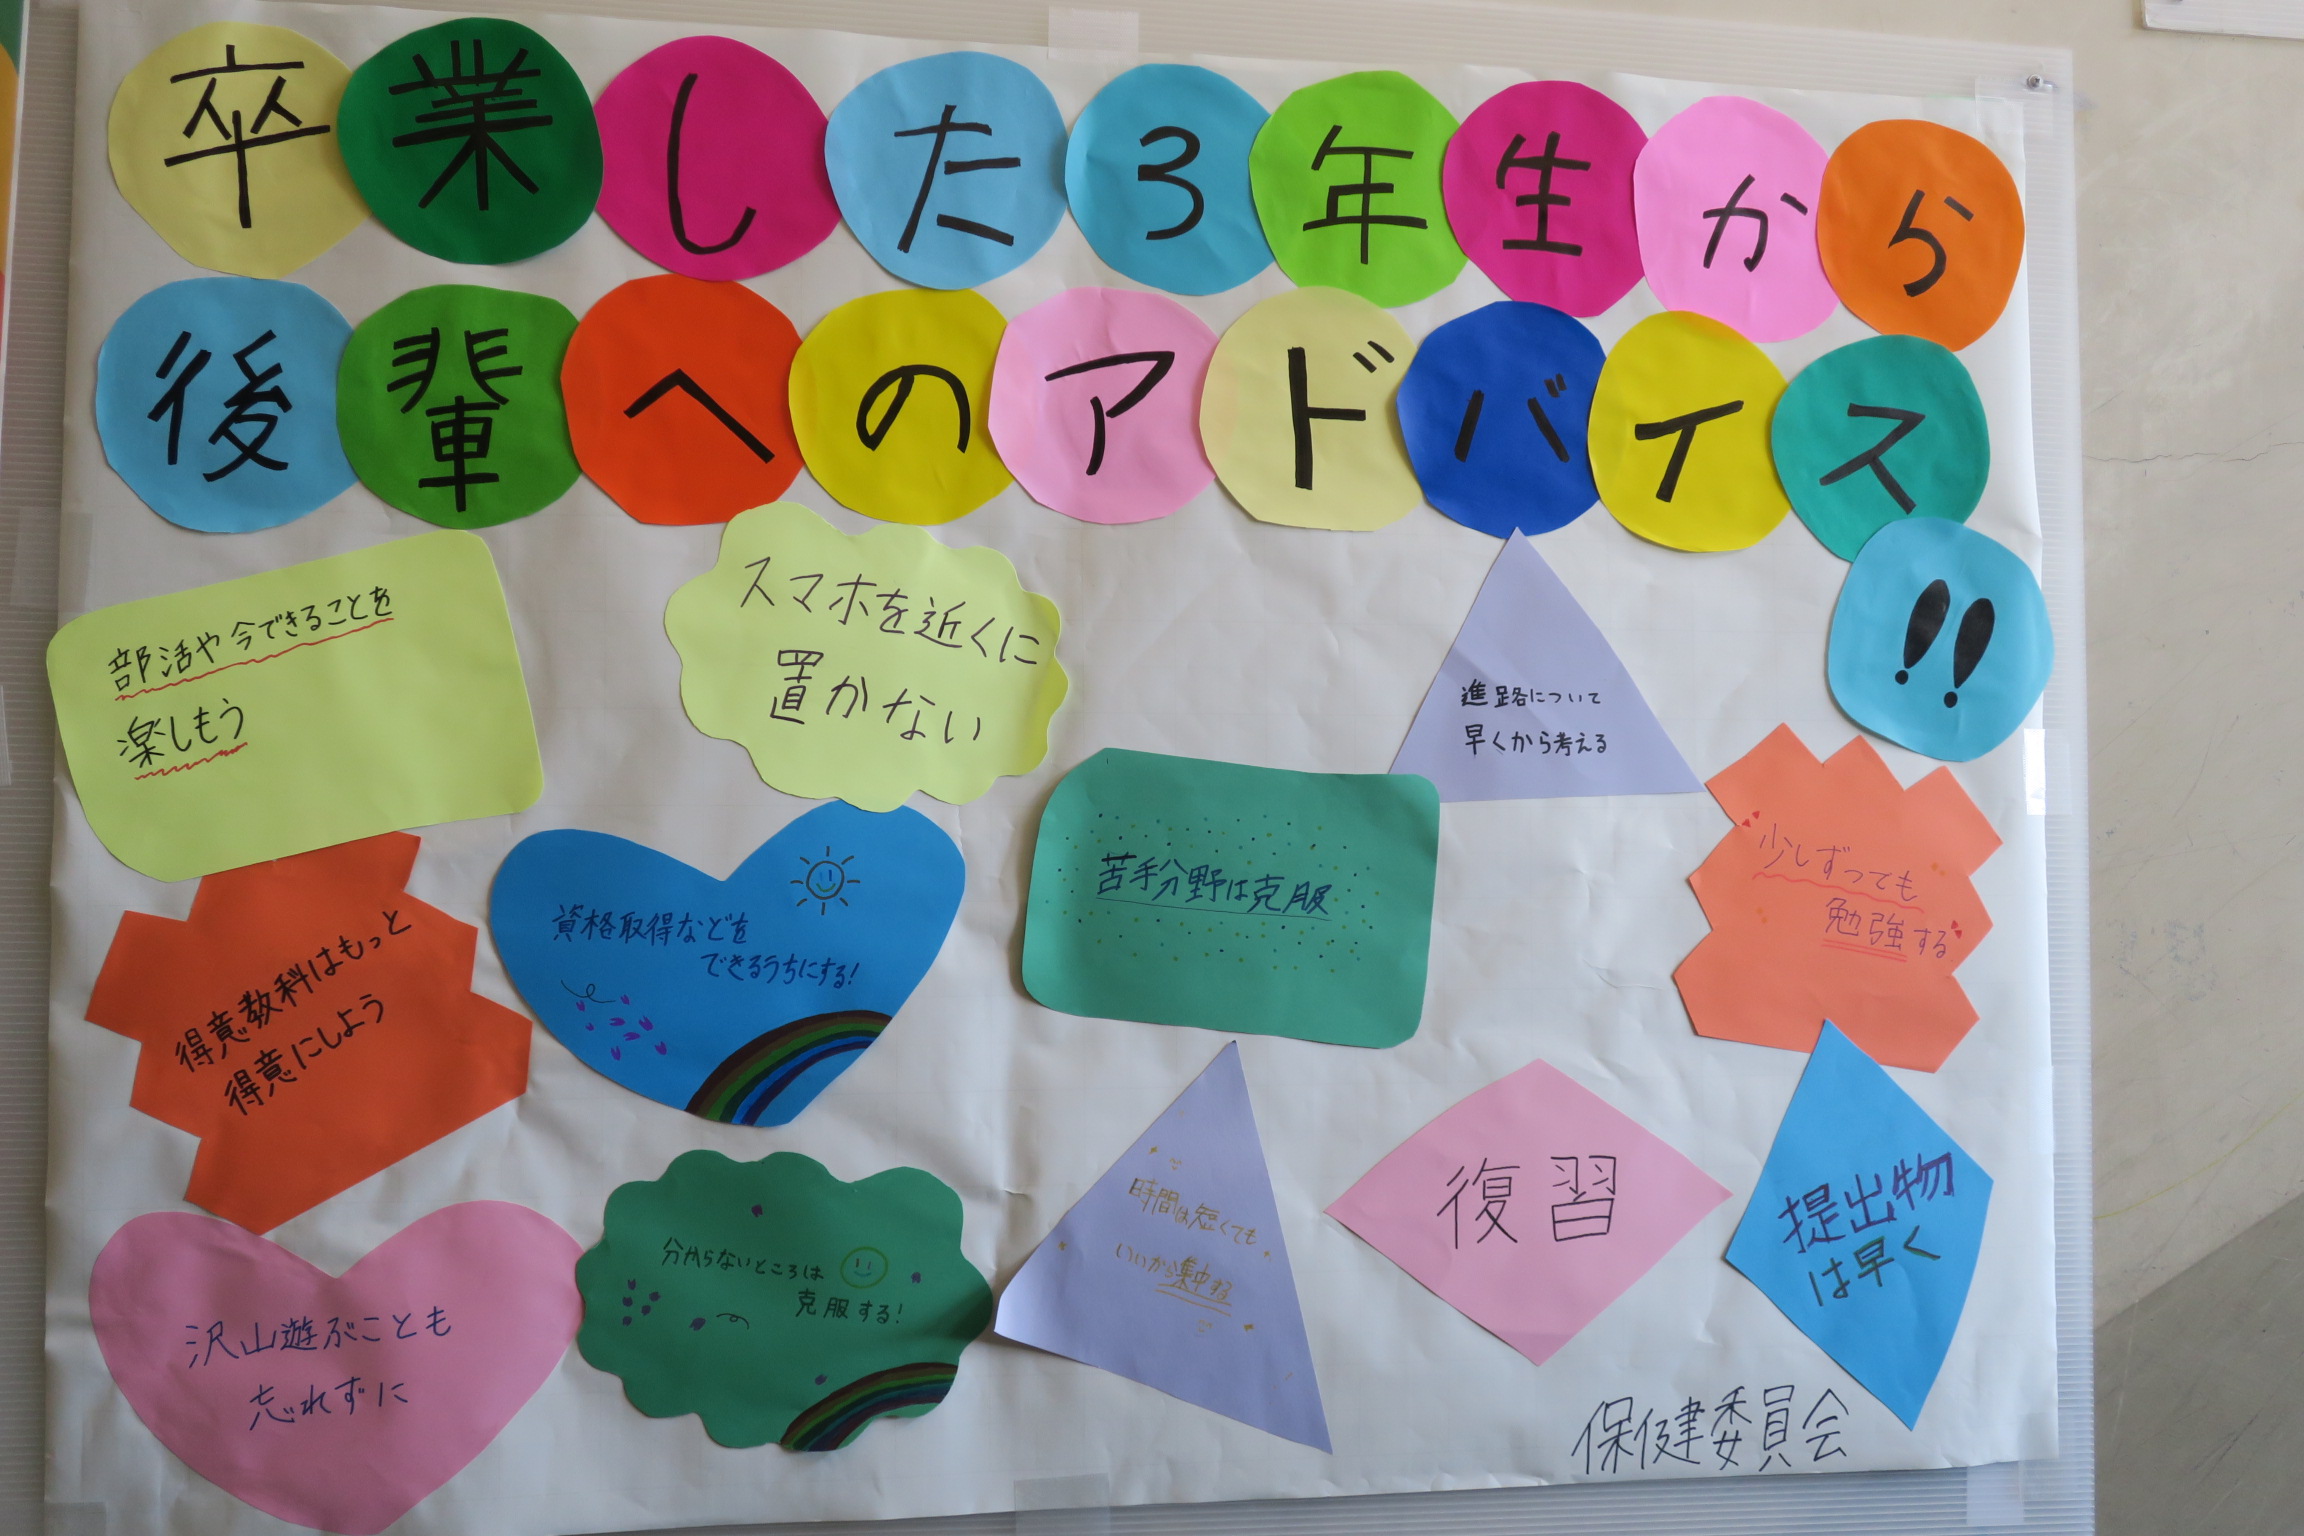 卒業した3年生から
後輩へのアドバイス
!!
部活や今できることを
楽しもう
スマホを近くに
置かない
進路について
早くから考える
得意教科はもっと
得意にしよう
資格取得などを
できるうちにする!
苦手分野は克服
少しずつでも
勉強する
沢山遊ぶことも
忘れずに
分からないところは
克服する!
時間は短くても
いいから集中する
復習
提出物
は早く
保健委員会